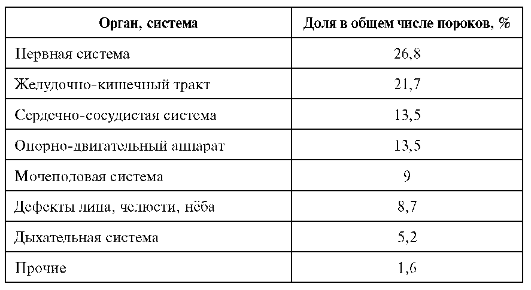 Орган, система Доля в общем числе пороков, %
Нервная система 26,8
Желудочно-кишечный тракт 21,7
Сердечно-сосудистая система 13,5
Опорно-двигательный аппарат 13,5
Мочеполовая система 9
Дефекты лица, челюсти, нёба 8,7
Дыхательная система 5,2
Прочие 1,6